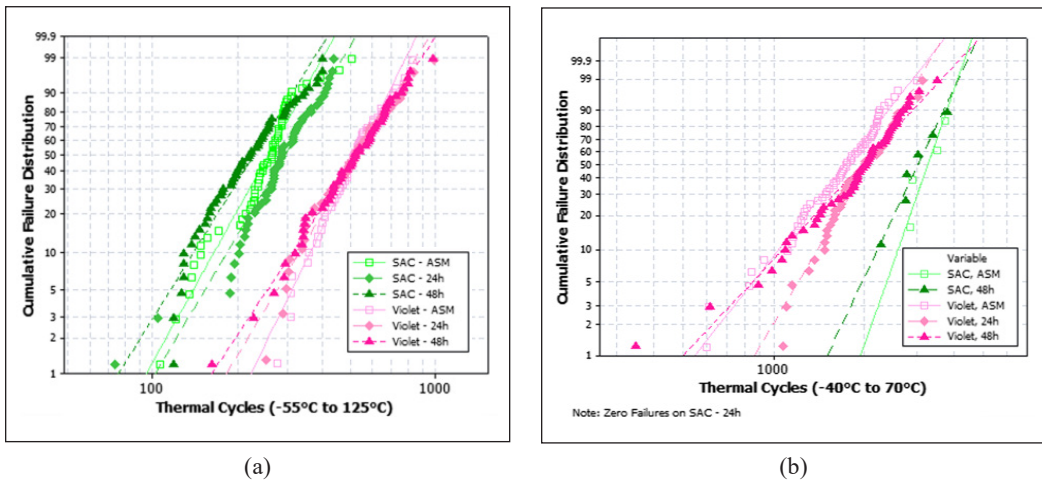 Cumulative Failure Distribution
99.9
99
90
80
70
60
50
40
30
20
10
5
3
2
1
SAC - ASM
SAC - 24h
SAC - 48h
Violet - ASM
Violet - 24h
Violet - 48h
100
1000
Thermal Cycles (-55°C to 125°C)
(a)
Cumulative Failure Distribution
99.9
99
90
80
70
60
50
40
30
20
10
5
3
2
1
Variable
SAC, ASM
SAC, 48h
Violet, ASM
Violet, 24h
Violet, 48h
1000
Thermal Cycles (-40°C to 70°C)
Note: Zero Failures on SAC - 24h
(b)